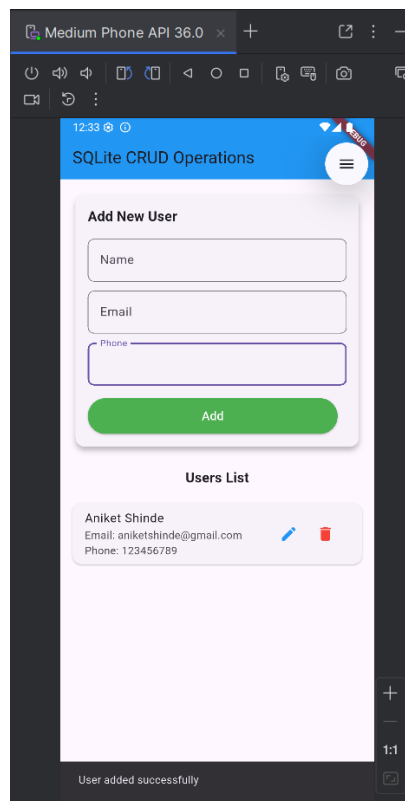 Medium Phone API 36.0
12:33
DEBUG
SQLite CRUD Operations
Add New User
Name
Email
Phone
Add
Users List
Aniket Shinde
Email: aniketshinde@gmail.com
Phone: 123456789
1:1
User added successfully